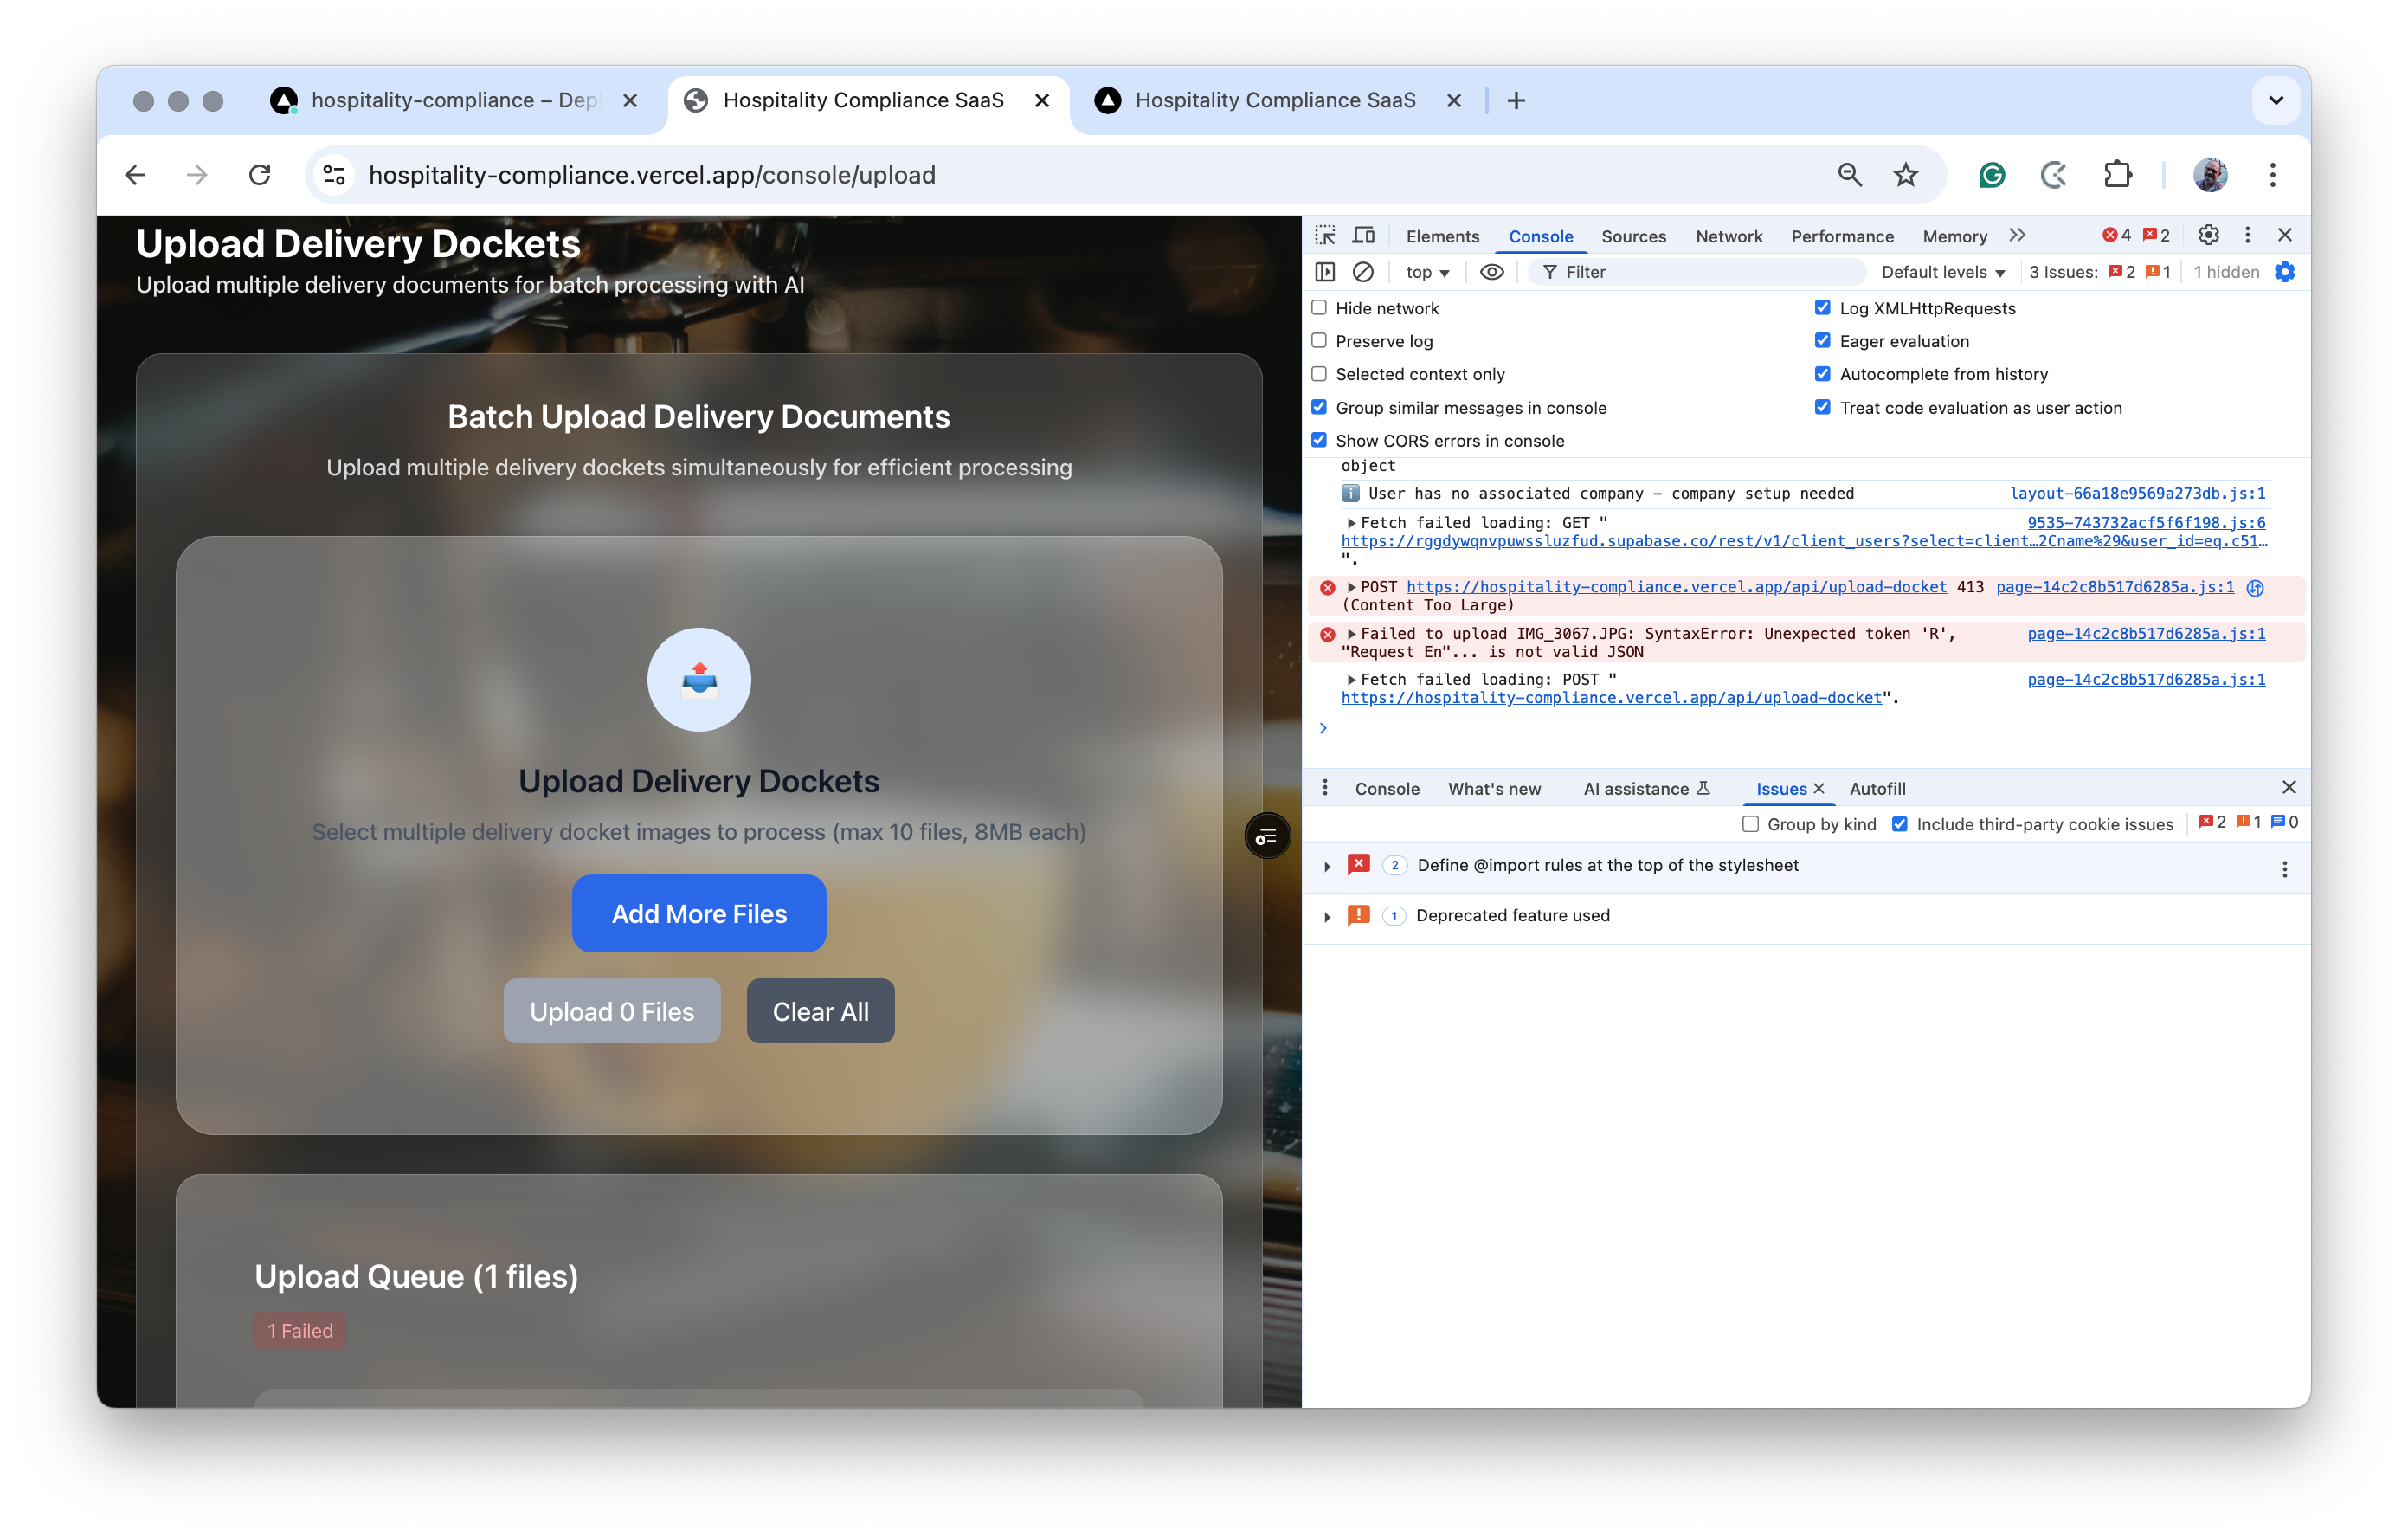 hospitality-compliance – Dep
Hospitality Compliance SaaS
Hospitality Compliance SaaS
hospitality-compliance.vercel.app/console/upload
Upload Delivery Dockets
Upload multiple delivery documents for batch processing with AI
Batch Upload Delivery Documents
Upload multiple delivery dockets simultaneously for efficient processing
Upload Delivery Dockets
Select multiple delivery docket images to process (max 10 files, 8MB each)
Add More Files
Upload 0 Files
Clear All
Upload Queue (1 files)
1 Failed
Elements
Console
Sources
Network
Performance
Memory
4
2
top
Filter
Default levels
3 Issues:
2
1
1 hidden
Hide network
Log XMLHttpRequests
Preserve log
Eager evaluation
Selected context only
Autocomplete from history
Group similar messages in console
Treat code evaluation as user action
Show CORS errors in console
object
User has no associated company – company setup needed
layout-66a18e9569a273db.js:1
Fetch failed loading: GET "
9535-743732acf5f6f198.js:6
https://rggdywqnvpuwssluzfud.supabase.co/rest/v1/client_users?select=client…2Cname%29&user_id=eq.c51…
".
POST https://hospitality-compliance.vercel.app/api/upload-docket 413
page-14c2c8b517d6285a.js:1
(Content Too Large)
Failed to upload IMG_3067.JPG: SyntaxError: Unexpected token 'R',
page-14c2c8b517d6285a.js:1
"Request En"... is not valid JSON
Fetch failed loading: POST "
page-14c2c8b517d6285a.js:1
https://hospitality-compliance.vercel.app/api/upload-docket".
Console
What's new
AI assistance
Issues
Autofill
Group by kind
Include third-party cookie issues
2
1
0
2
Define @import rules at the top of the stylesheet
1
Deprecated feature used